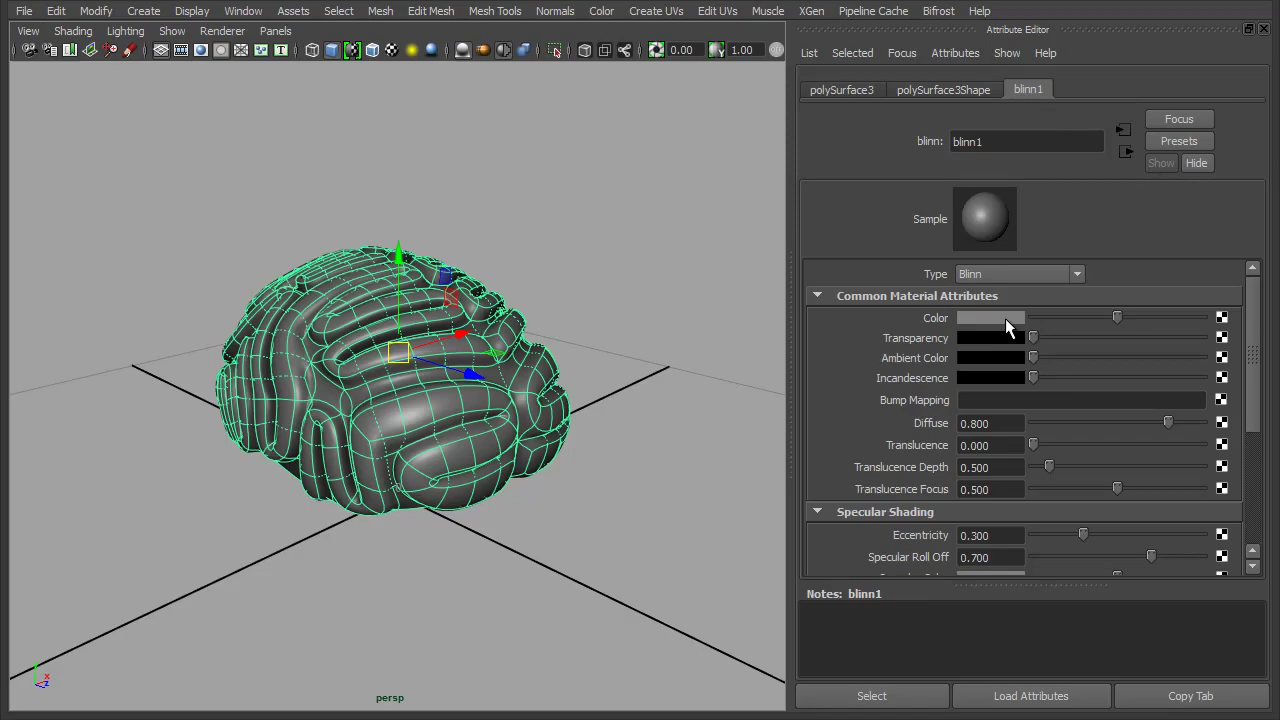 File Edit Modify Create Display Window Assets Select Mesh Edit Mesh Mesh Tools Normals Color Create UVs Edit UVs Muscle XGen Pipeline Cache Bifrost Help
View Shading Lighting Show Renderer Panels
0.00 1.00
persp
Attribute Editor
List Selected Focus Attributes Show Help
polySurface3 polySurface3Shape blinn1
Focus
blinn: blinn1 Presets
Show Hide
Sample
Type Blinn
Common Material Attributes
Color
Transparency
Ambient Color
Incandescence
Bump Mapping
Diffuse 0.800
Translucence 0.000
Translucence Depth 0.500
Translucence Focus 0.500
Specular Shading
Eccentricity 0.300
Specular Roll Off 0.700
Notes: blinn1
Select Load Attributes Copy Tab